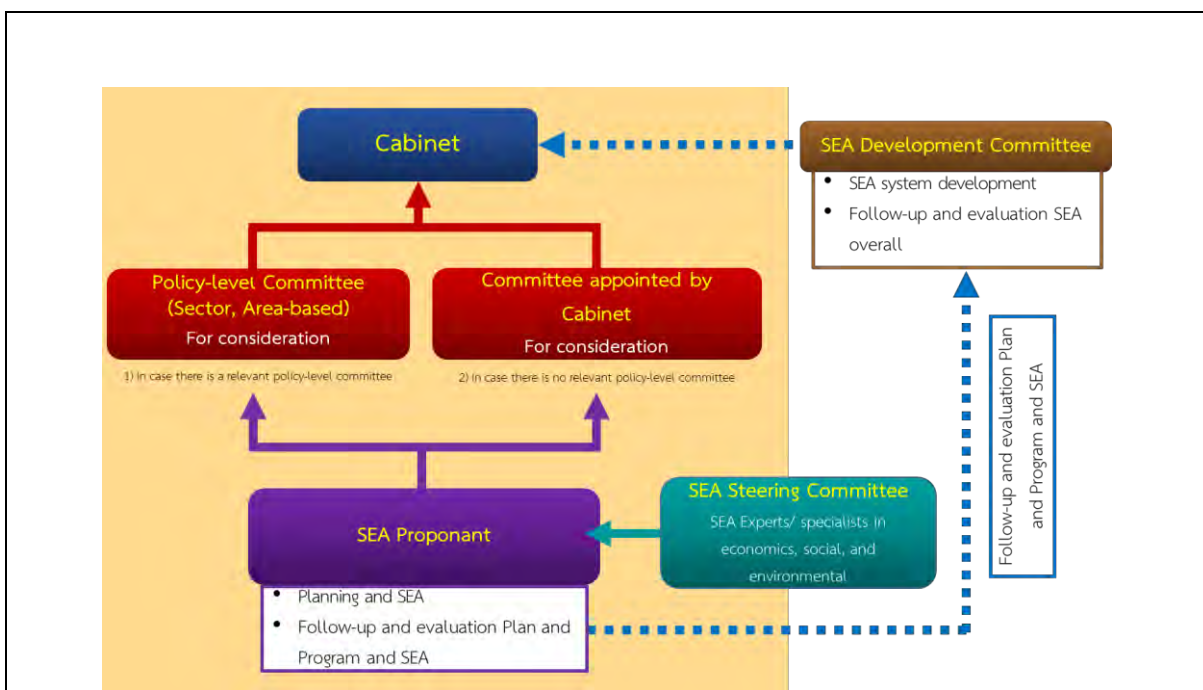 Cabinet
SEA Development Committee
• SEA system development
• Follow-up and evaluation SEA
overall
Policy-level Committee
(Sector, Area-based)
For consideration
Committee appointed by
Cabinet
For consideration
1) In case there is a relevant policy-level committee
2) In case there is no relevant policy-level committee
Follow-up and evaluation Plan
and Program and SEA
SEA Steering Committee
SEA Experts/ specialists in
economics, social, and
environmental
SEA Proponant
• Planning and SEA
• Follow-up and evaluation Plan and
Program and SEA